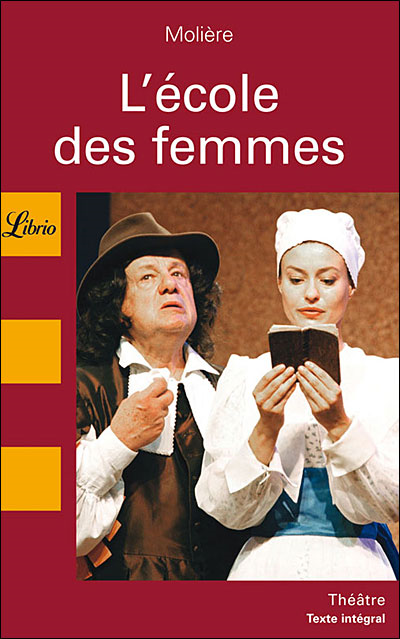 Molière
L'école
des femmes
Librio
Théâtre
Texte intégral